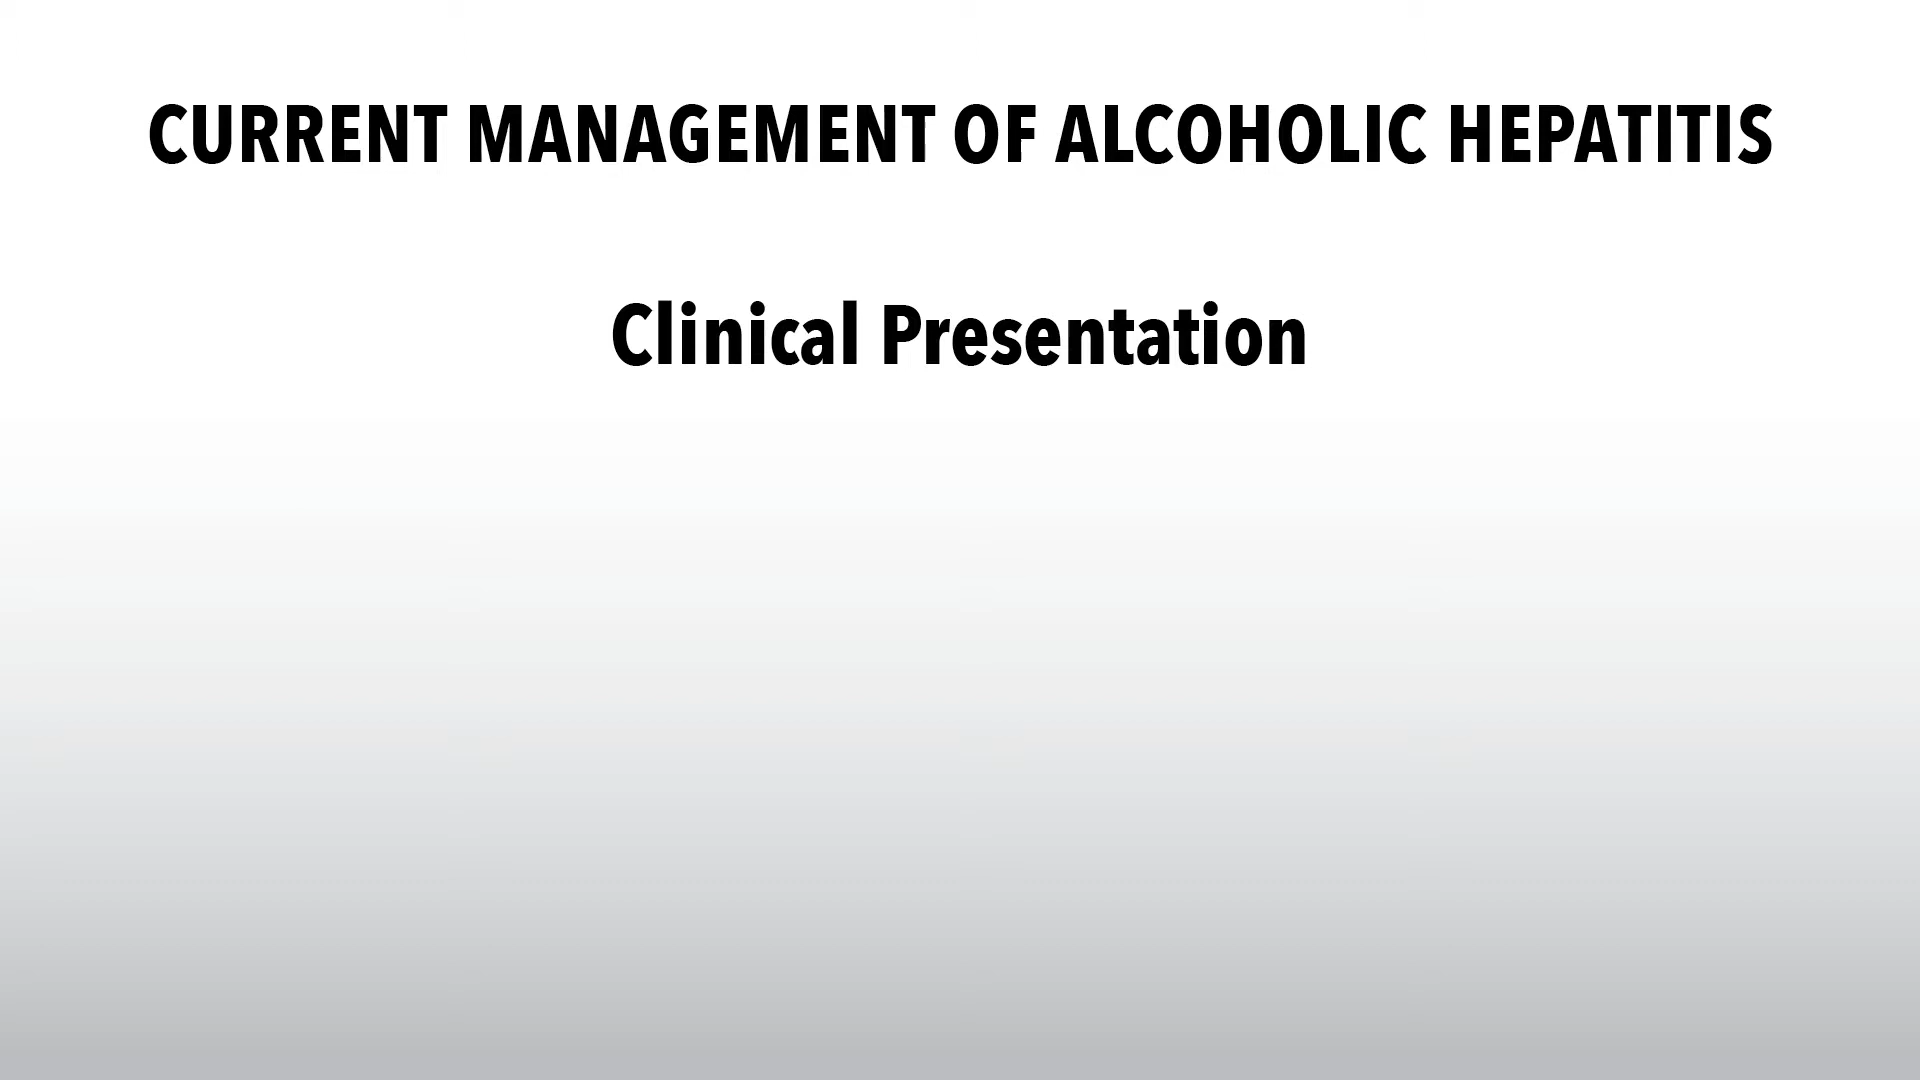 CURRENT MANAGEMENT OF ALCOHOLIC HEPATITIS
Clinical Presentation